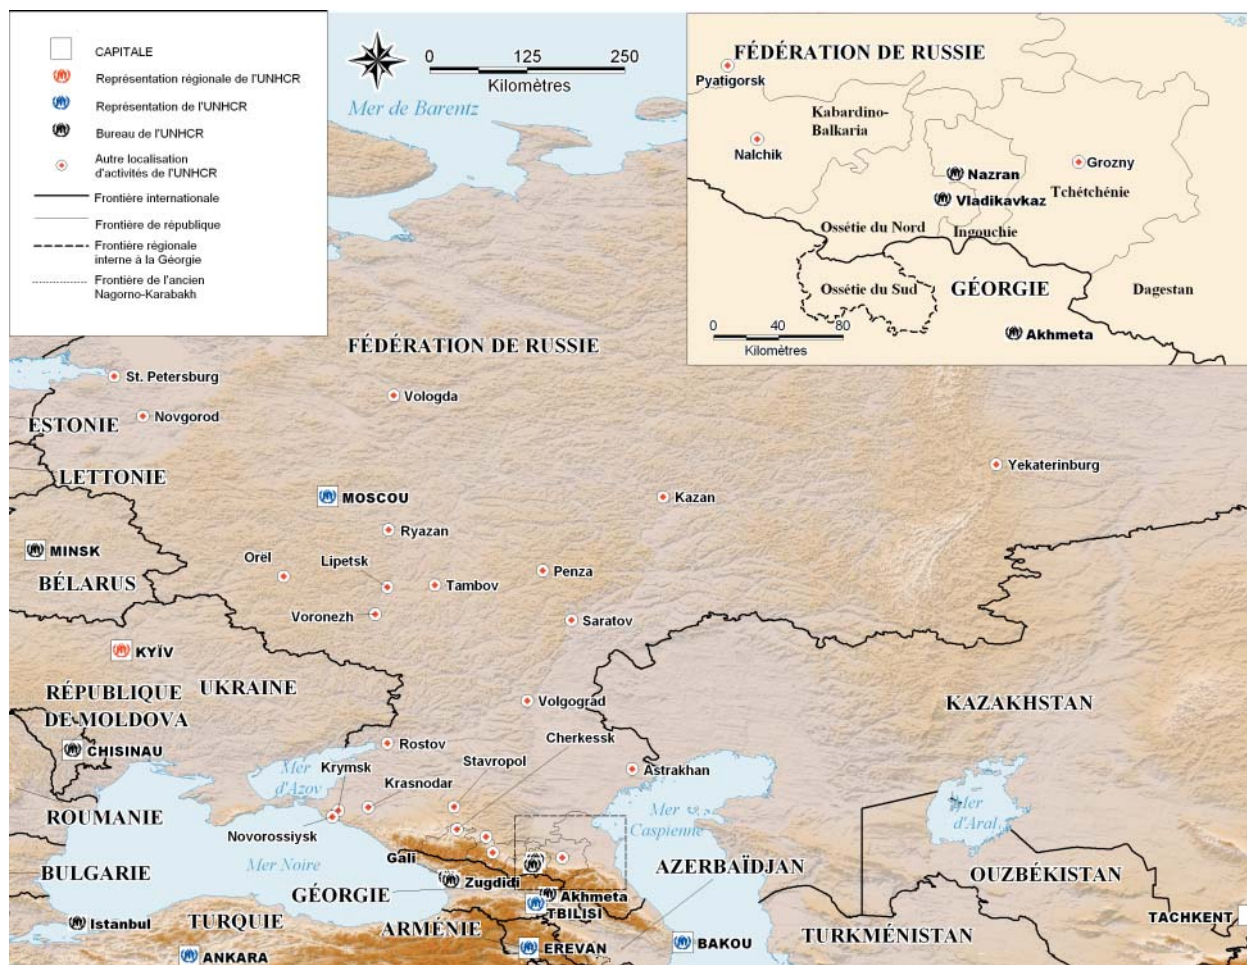 CAPITALE
Représentation régionale de l'UNHCR
Représentation de l'UNHCR
Bureau de l'UNHCR
Autre localisation
d'activités de l'UNHCR
Frontière internationale
Frontière de république
Frontière régionale
interne à la Géorgie
Frontière de l'ancien
Nagorno-Karabakh
0 125 250
Kilomètres
Mer de Barentz
FÉDÉRATION DE RUSSIE
Pyatigorsk
Kabardino-
Balkaria
Nalchik
Grozny
Nazran
Tchétchénie
Vladikavkaz
Ossétie du Nord
Ingouchie
Ossétie du Sud
GÉORGIE
Dagestan
0 40 80
Kilomètres
Akhmeta
FÉDÉRATION DE RUSSIE
St. Petersburg
Vologda
Novgorod
ESTONIE
LETTONIE
Yekaterinburg
MOSCOU
Kazan
Ryazan
MINSK
Orël
Lipetsk
BÉLARUS
Tambov
Penza
Voronezh
Saratov
KYÏV
UKRAINE
RÉPUBLIQUE
DE MOLDOVA
Volgograd
KAZAKHSTAN
CHISINAU
Rostov
Cherkessk
Stavropol
Krymsk
Astrakhan
Mer
d'Azov
Krasnodar
Mer
Caspienne
Mer
d'Aral
ROUMANIE
Novorossiysk
Mer Noire
Gali
BULGARIE
AZERBAÏDJAN
OUZBÉKISTAN
Zugdidi
GÉORGIE
Akhmeta
TBILISI
Istanbul
TURQUIE
ARMÉNIE
TACHKENT
TURKMÉNISTAN
EREVAN
BAKOU
ANKARA